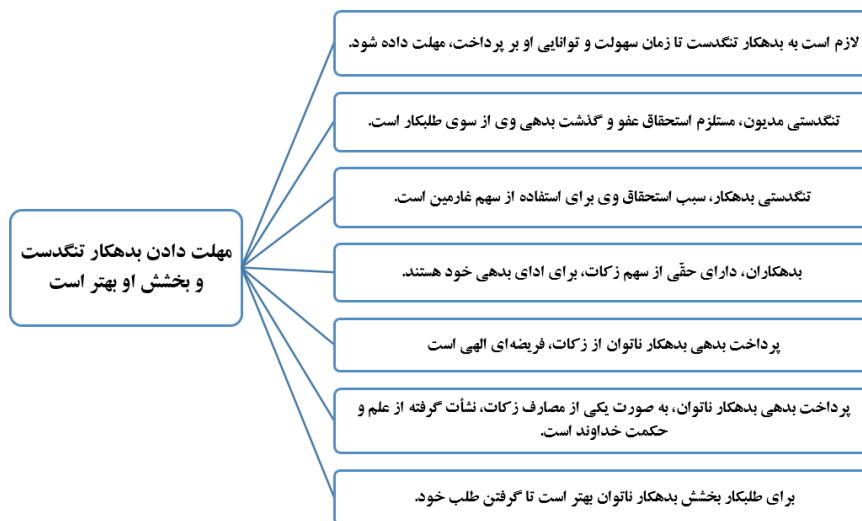 مهلت دادن بدهکار تنگدست
و بخشش او بهتر است
لازم است به بدهکار تنگدست تا زمان سهولت و توانایی او بر پرداخت، مهلت داده شود.
تنگدستی مدیون، مستلزم استحقاق عفو و گذشت بدهی وی از سوی طلبکار است.
تنگدستی بدهکار، سبب استحقاق وی برای استفاده از سهم غارمین است.
بدهکاران، دارای حقّی از سهم زکات، برای ادای بدهی خود هستند.
پرداخت بدهی بدهکار ناتوان از زکات، فریضه‌ای الهی است
پرداخت بدهی بدهکار ناتوان، به صورت یکی از مصارف زکات، نشأت گرفته از علم و
حکمت خداوند است.
برای طلبکار بخشش بدهکار ناتوان بهتر است تا گرفتن طلب خود.